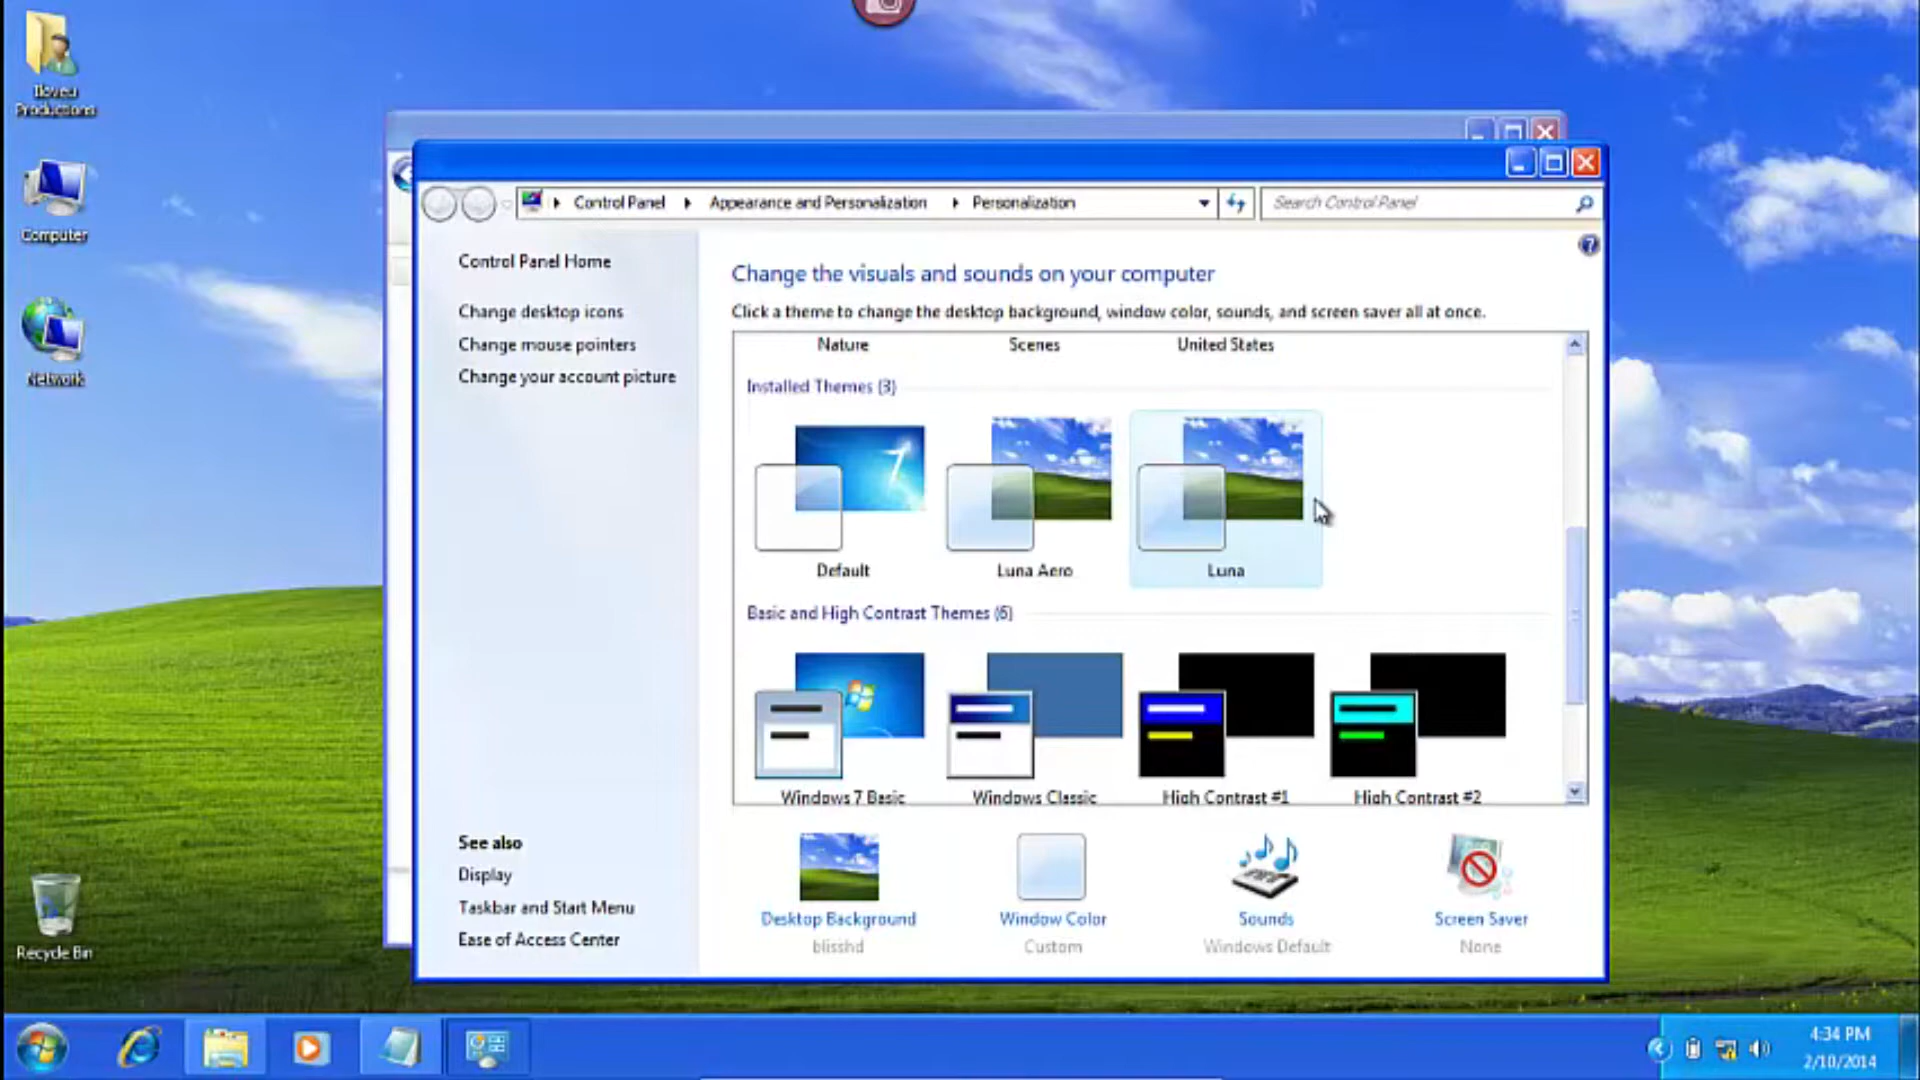 Iloveu
Productions
Computer
Network
Recycle Bin
Control Panel
Appearance and Personalization
Personalization
Search Control Panel
Control Panel Home
Change desktop icons
Change mouse pointers
Change your account picture
See also
Display
Taskbar and Start Menu
Ease of Access Center
Change the visuals and sounds on your computer
Click a theme to change the desktop background, window color, sounds, and screen saver all at once.
Nature
Scenes
United States
Installed Themes (3)
Default
Luna Aero
Luna
Basic and High Contrast Themes (6)
Windows 7 Basic
Windows Classic
High Contrast #1
High Contrast #2
Desktop Background
blisshd
Window Color
Custom
Sounds
Windows Default
Screen Saver
None
4:34 PM
2/10/2014